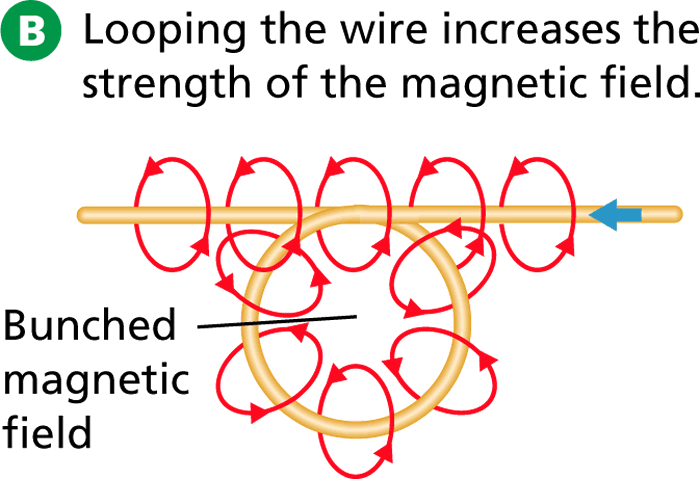 B Looping the wire increases the
strength of the magnetic field.
Bunched
magnetic
field